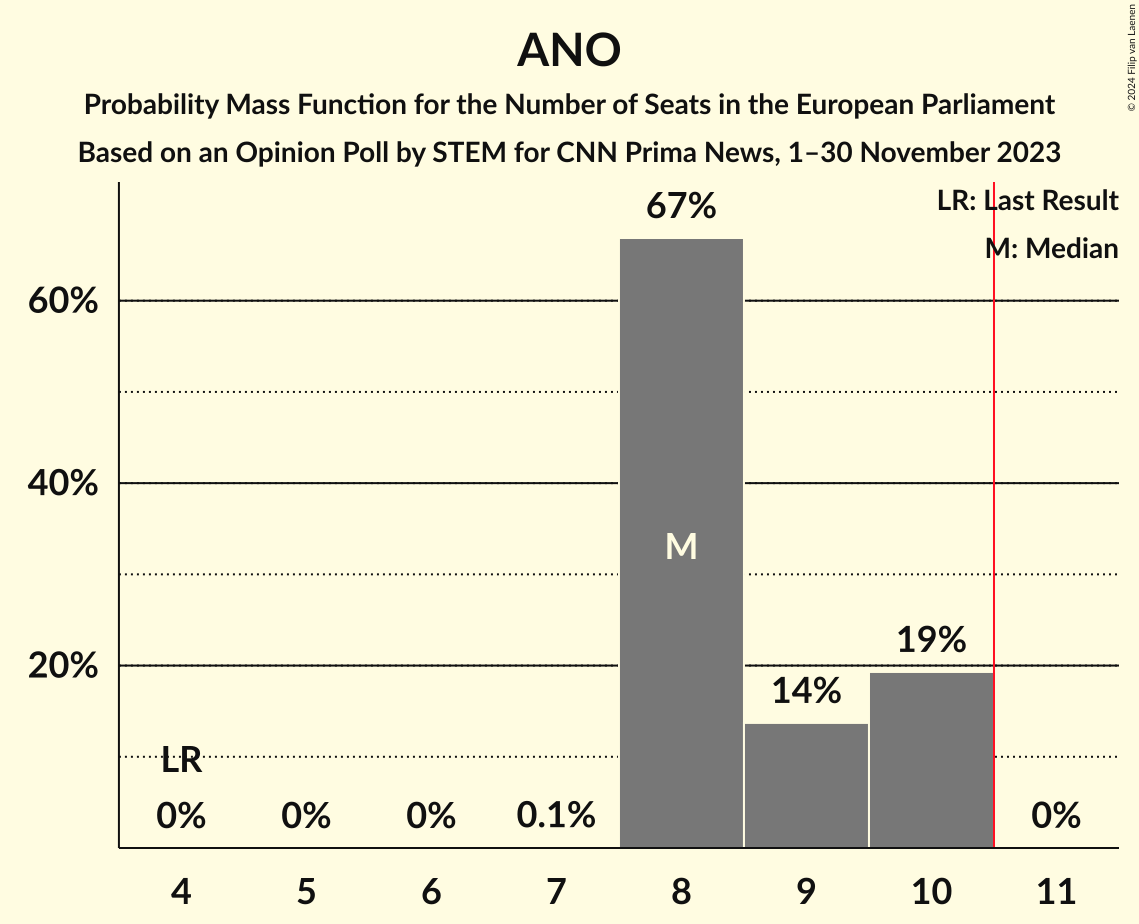 ANO
Probability Mass Function for the Number of Seats in the European Parliament
Based on an Opinion Poll by STEM for CNN Prima News, 1–30 November 2023
© 2024 Filip van Laenen
LR: Last Result
M: Median
67%
60%
40%
M
19%
20%
14%
LR
0%
0%
0%
0.1%
0%
4
5
6
7
8
9
10
11